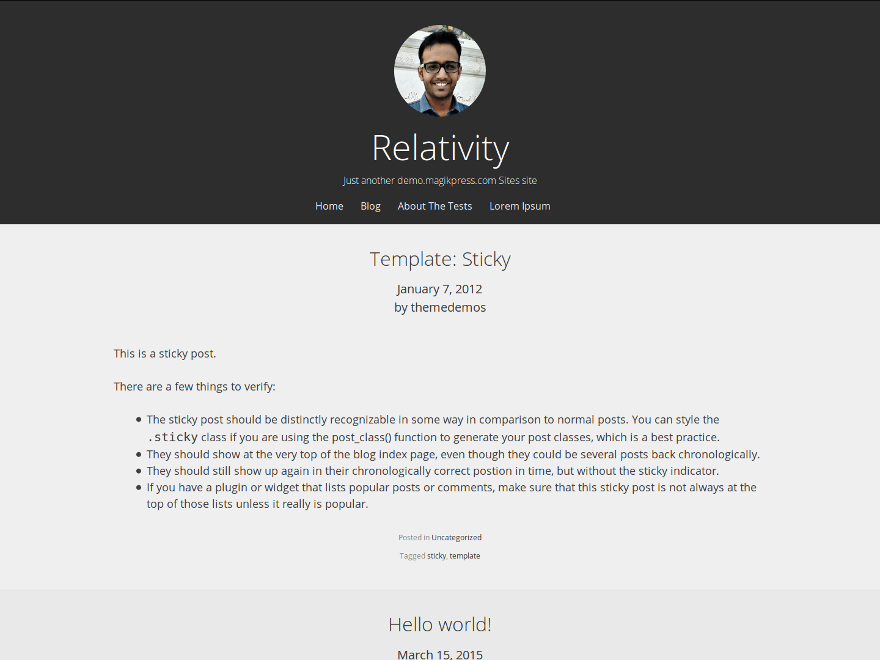 Relativity
Just another demo.magikpress.com Sites site
Home Blog About The Tests Lorem Ipsum
Template: Sticky
January 7, 2012
by themedemos
This is a sticky post.
There are a few things to verify:
The sticky post should be distinctly recognizable in some way in comparison to normal posts. You can style the
.sticky class if you are using the post_class() function to generate your post classes, which is a best practice.
They should show at the very top of the blog index page, even though they could be several posts back chronologically.
They should still show up again in their chronologically correct postion in time, but without the sticky indicator.
If you have a plugin or widget that lists popular posts or comments, make sure that this sticky post is not always at the
top of those lists unless it really is popular.
Posted in Uncategorized
Tagged sticky, template
Hello world!
March 15, 2015